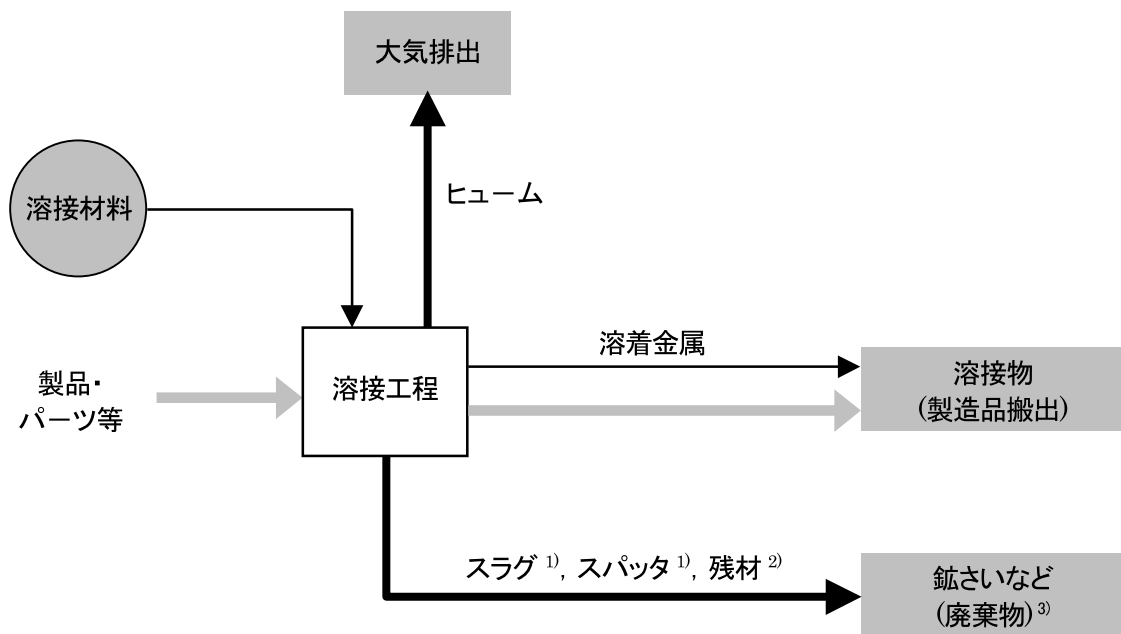 大気排出
ヒューム
溶接材料
溶着金属
製品・
パーツ等
溶接工程
溶接物
(製造品搬出)
スラグ 1), スパッタ 1), 残材 2)
鉱さいなど
(廃棄物) 3)